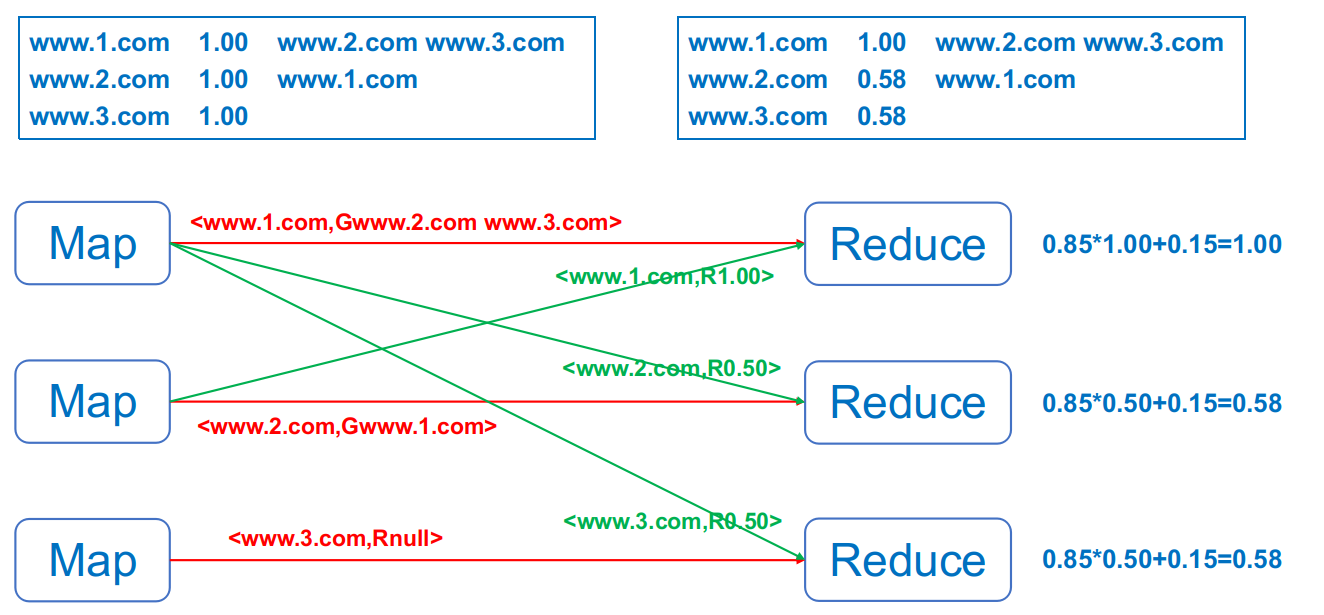 www.1.com 1.00 www.2.com www.3.com
www.2.com 1.00 www.1.com
www.3.com 1.00
www.1.com 1.00 www.2.com www.3.com
www.2.com 0.58 www.1.com
www.3.com 0.58
Map
<www.1.com,Gwww.2.com www.3.com>
<www.1.com,R1.00>
Reduce
0.85*1.00+0.15=1.00
Map
<www.2.com,R0.50>
<www.2.com,Gwww.1.com>
Reduce
0.85*0.50+0.15=0.58
Map
<www.3.com,Rnull>
<www.3.com,R0.50>
Reduce
0.85*0.50+0.15=0.58